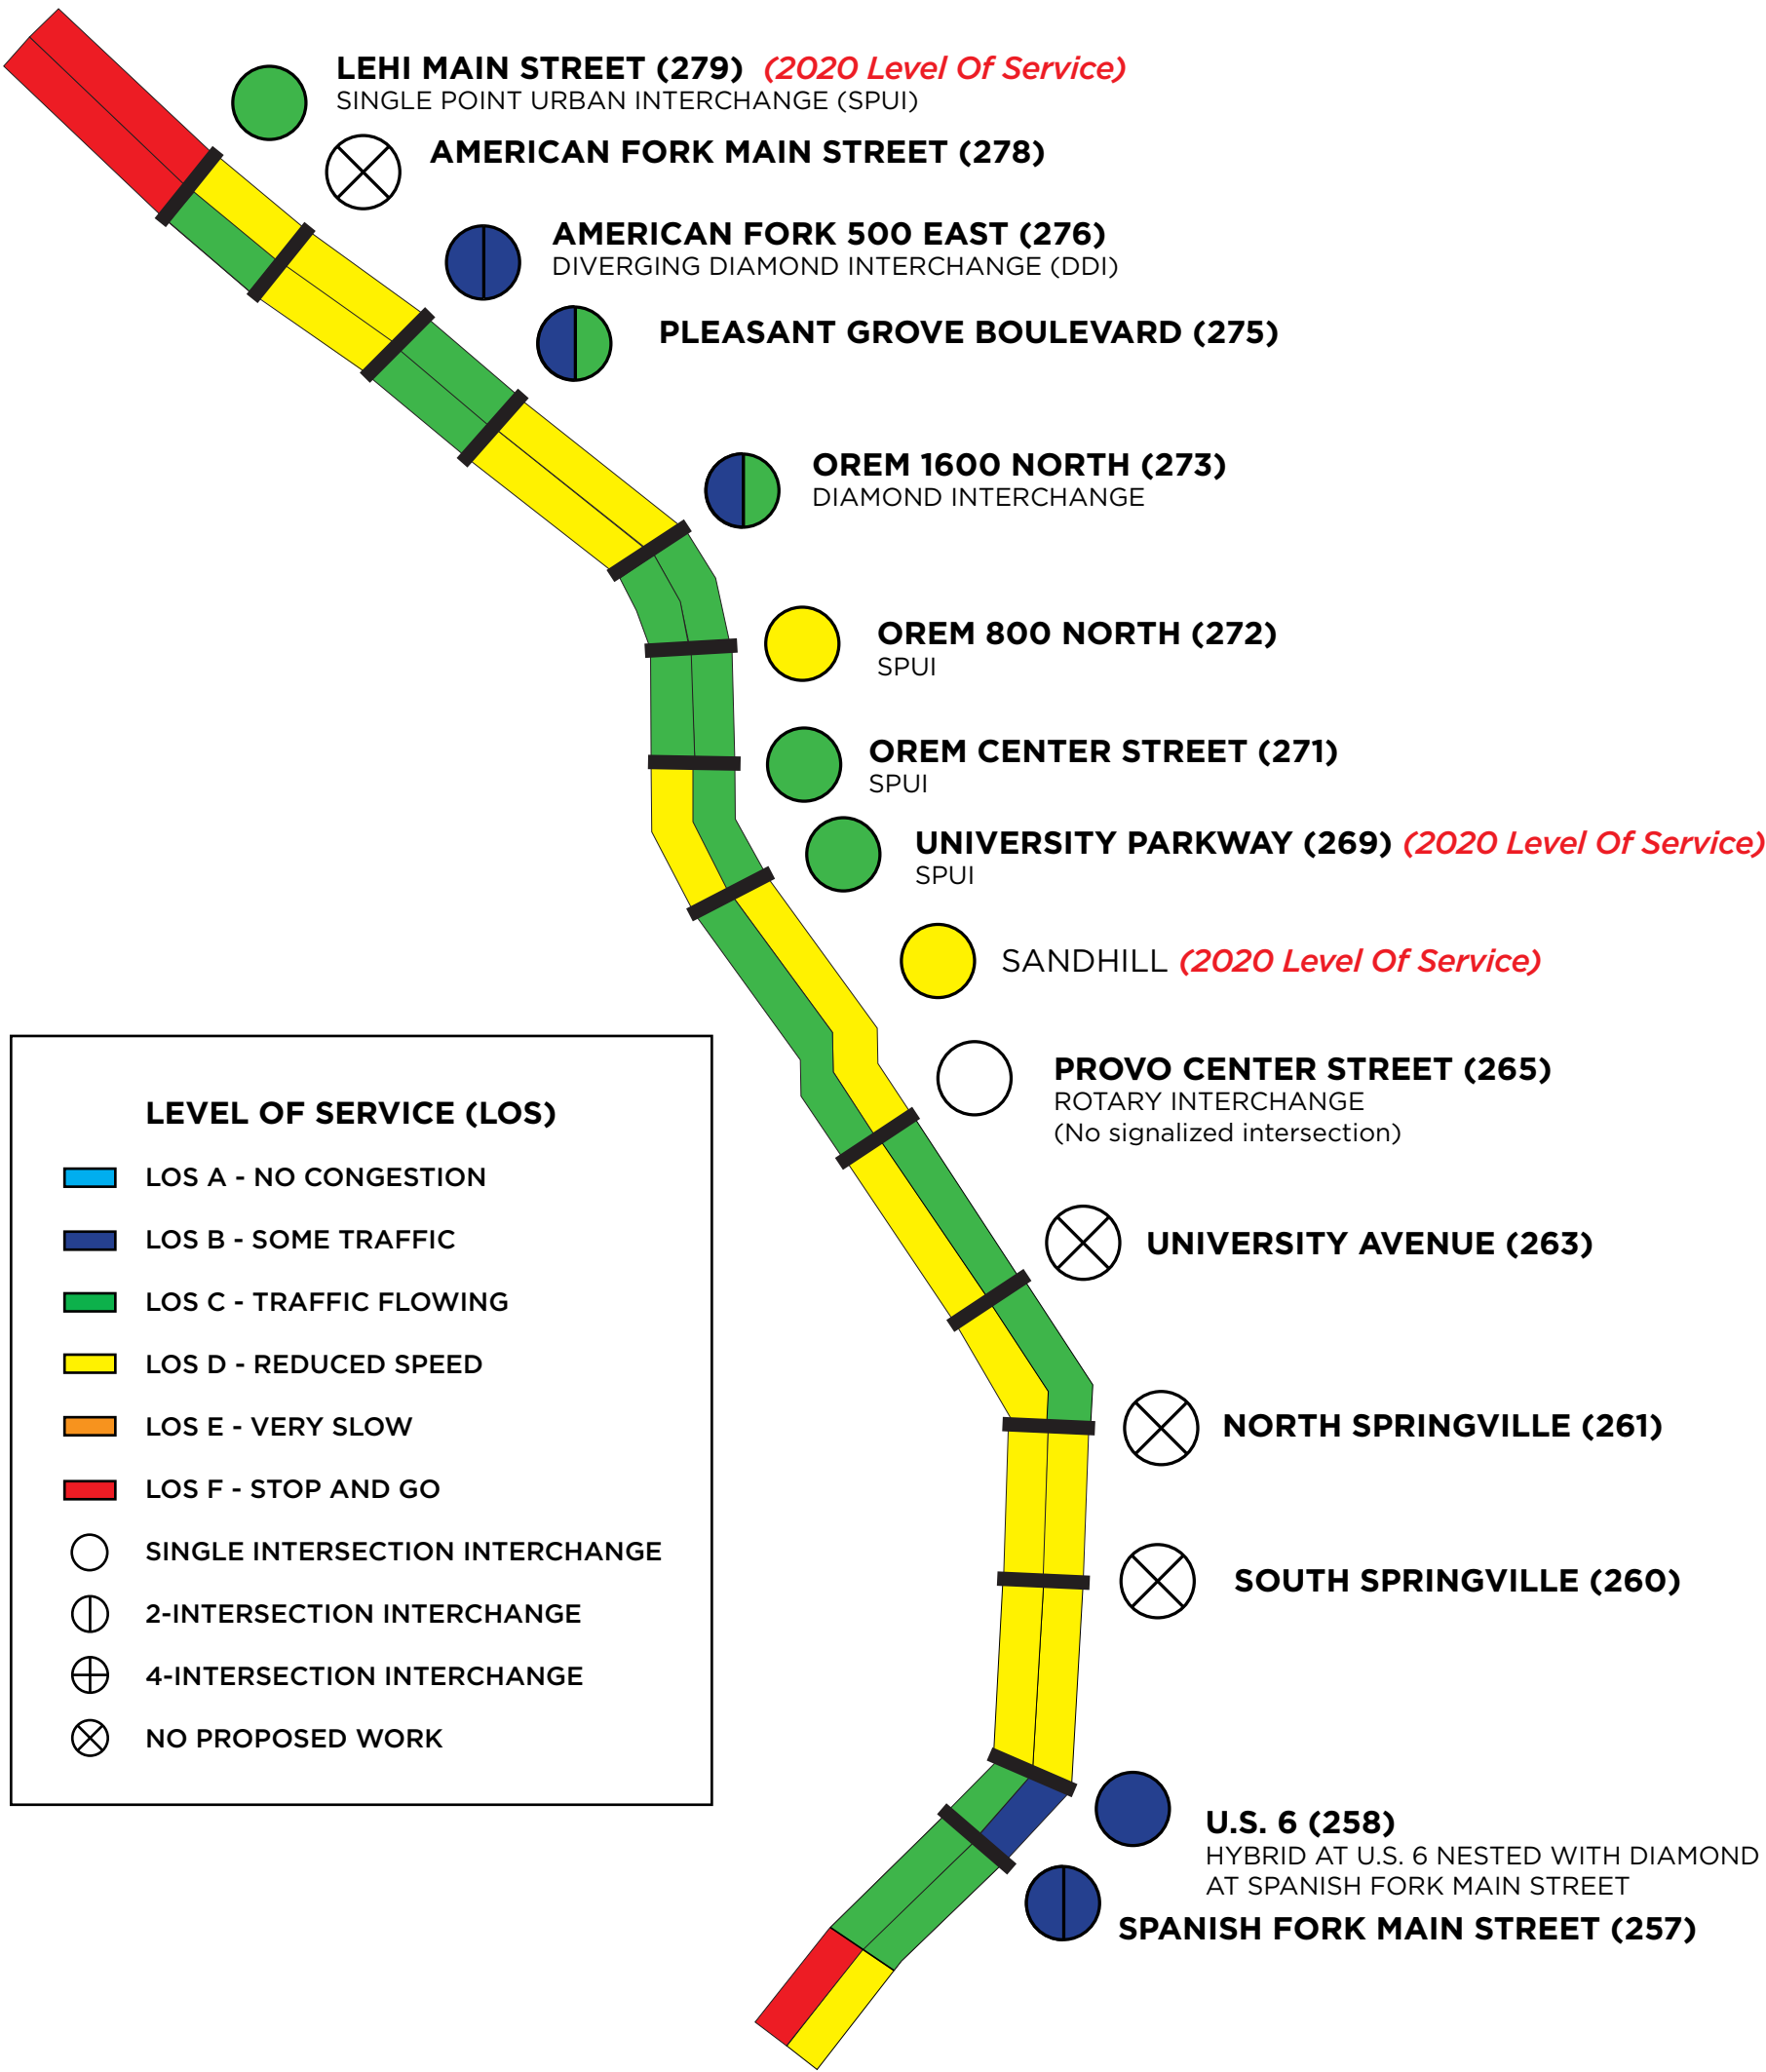 LEHI MAIN STREET (279) (2020 Level Of Service)
SINGLE POINT URBAN INTERCHANGE (SPUI)
AMERICAN FORK MAIN STREET (278)
AMERICAN FORK 500 EAST (276)
DIVERGING DIAMOND INTERCHANGE (DDI)
PLEASANT GROVE BOULEVARD (275)
OREM 1600 NORTH (273)
DIAMOND INTERCHANGE
OREM 800 NORTH (272)
SPUI
OREM CENTER STREET (271)
SPUI
UNIVERSITY PARKWAY (269) (2020 Level Of Service)
SPUI
SANDHILL (2020 Level Of Service)
PROVO CENTER STREET (265)
ROTARY INTERCHANGE
(No signalized intersection)
UNIVERSITY AVENUE (263)
NORTH SPRINGVILLE (261)
SOUTH SPRINGVILLE (260)
U.S. 6 (258)
HYBRID AT U.S. 6 NESTED WITH DIAMOND
AT SPANISH FORK MAIN STREET
SPANISH FORK MAIN STREET (257)
LEVEL OF SERVICE (LOS)
LOS A - NO CONGESTION
LOS B - SOME TRAFFIC
LOS C - TRAFFIC FLOWING
LOS D - REDUCED SPEED
LOS E - VERY SLOW
LOS F - STOP AND GO
SINGLE INTERSECTION INTERCHANGE
2-INTERSECTION INTERCHANGE
4-INTERSECTION INTERCHANGE
NO PROPOSED WORK